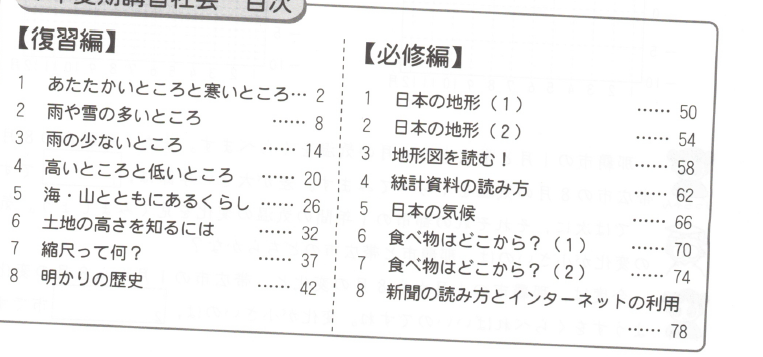 夏期講習社会 目次
【復習編】
1 あたたかいところと寒いところ… 2
2 雨や雪の多いところ …… 8
3 雨の少ないところ …… 14
4 高いところと低いところ …… 20
5 海・山とともにあるくらし …… 26
6 土地の高さを知るには …… 32
7 縮尺って何？ …… 37
8 明かりの歴史 …… 42
【必修編】
1 日本の地形（1） …… 50
2 日本の地形（2） …… 54
3 地形図を読む！ …… 58
4 統計資料の読み方 …… 62
5 日本の気候 …… 66
6 食べ物はどこから？（1） …… 70
7 食べ物はどこから？（2） …… 74
8 新聞の読み方とインターネットの利用
…… 78